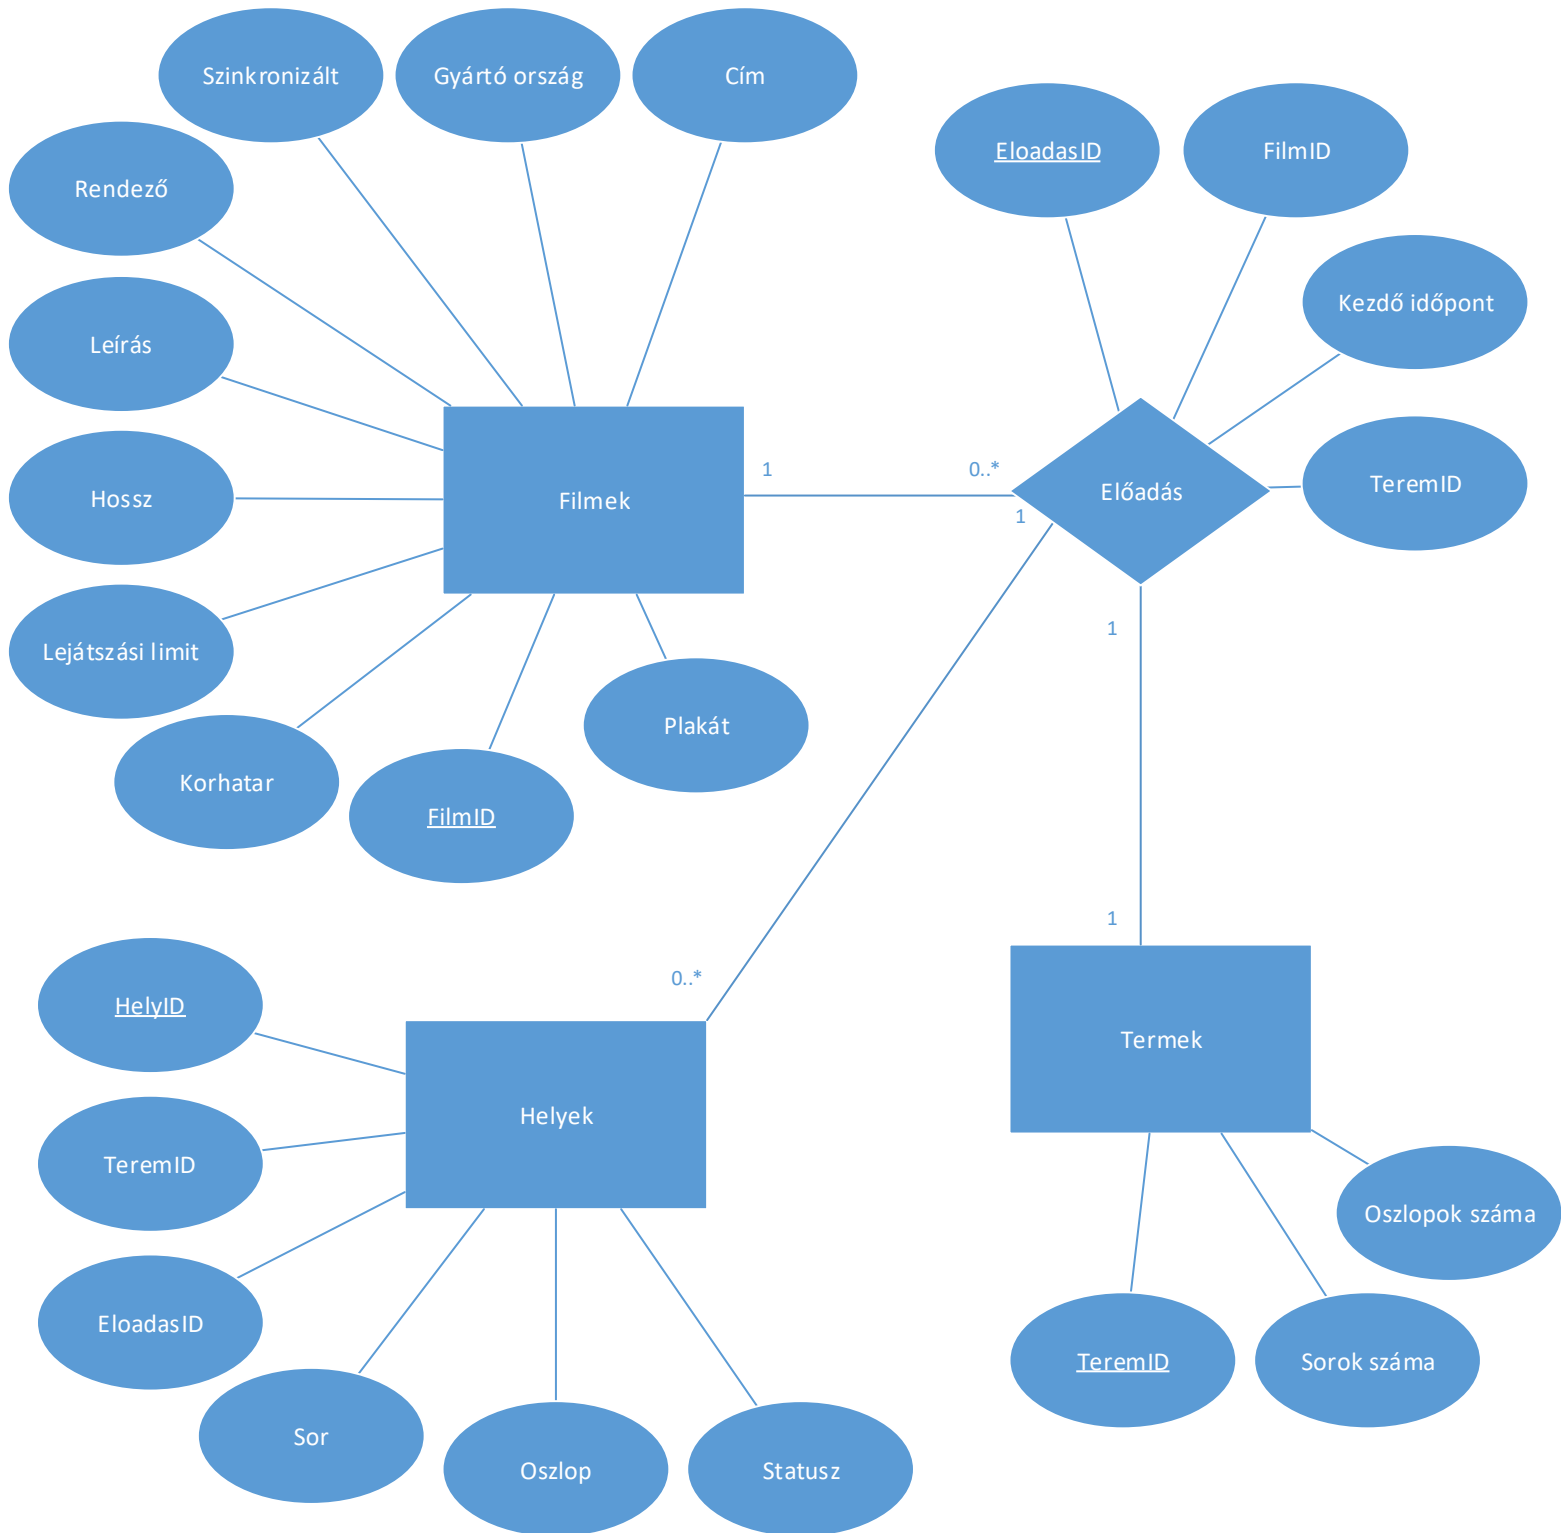 Szinkronizált
Gyártó ország
Cím
EloadasID
FilmID
Rendező
Kezdő időpont
Leírás
Hossz
Filmek
1
0..*
Előadás
TeremID
1
Lejátszási limit
1
Korhatar
FilmID
Plakát
1
0..*
HelyID
Termek
Helyek
TeremID
Oszlopok száma
EloadasID
TeremID
Sorok száma
Sor
Oszlop
Statusz